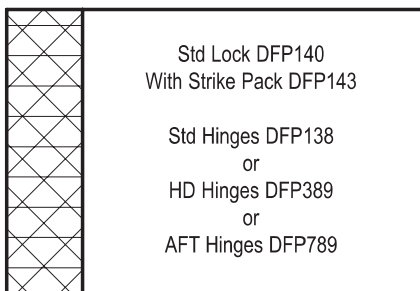 Std Lock DFP140
With Strike Pack DFP143
Std Hinges DFP138
or
HD Hinges DFP389
or
AFT Hinges DFP789